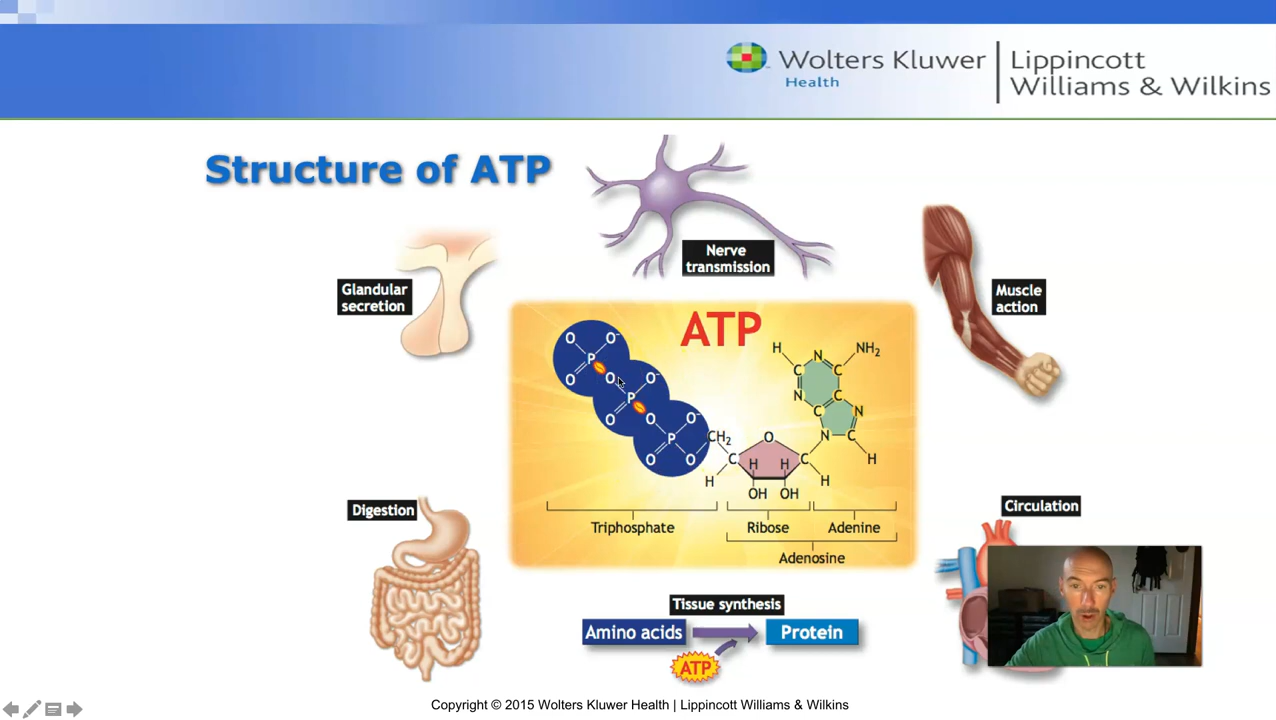 Wolters Kluwer
Health
Lippincott
Williams & Wilkins
Structure of ATP
Nerve
transmission
Glandular
secretion
Muscle
action
ATP
O O⁻
P
O O O⁻
P
O O O⁻
P
O O
CH₂
C
H
O
H H
C
H
OH OH
H
N
NH₂
C C
N C
C N
N C
H
Triphosphate
Ribose
Adenine
Adenosine
Digestion
Circulation
Tissue synthesis
Amino acids
Protein
ATP
Copyright © 2015 Wolters Kluwer Health | Lippincott Williams & Wilkins